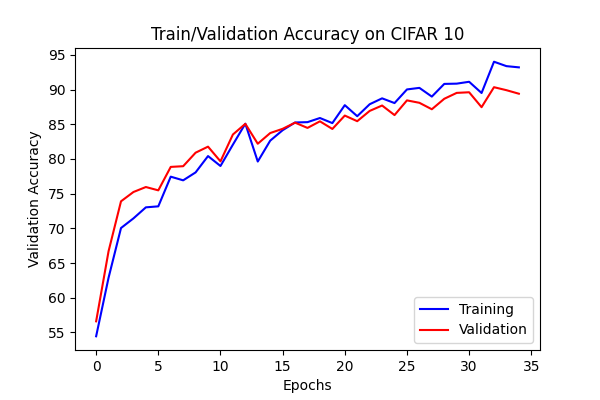 Train/Validation Accuracy on CIFAR 10
Validation Accuracy
95
90
85
80
75
70
65
60
55
0 5 10 15 20 25 30 35
Epochs
Training
Validation